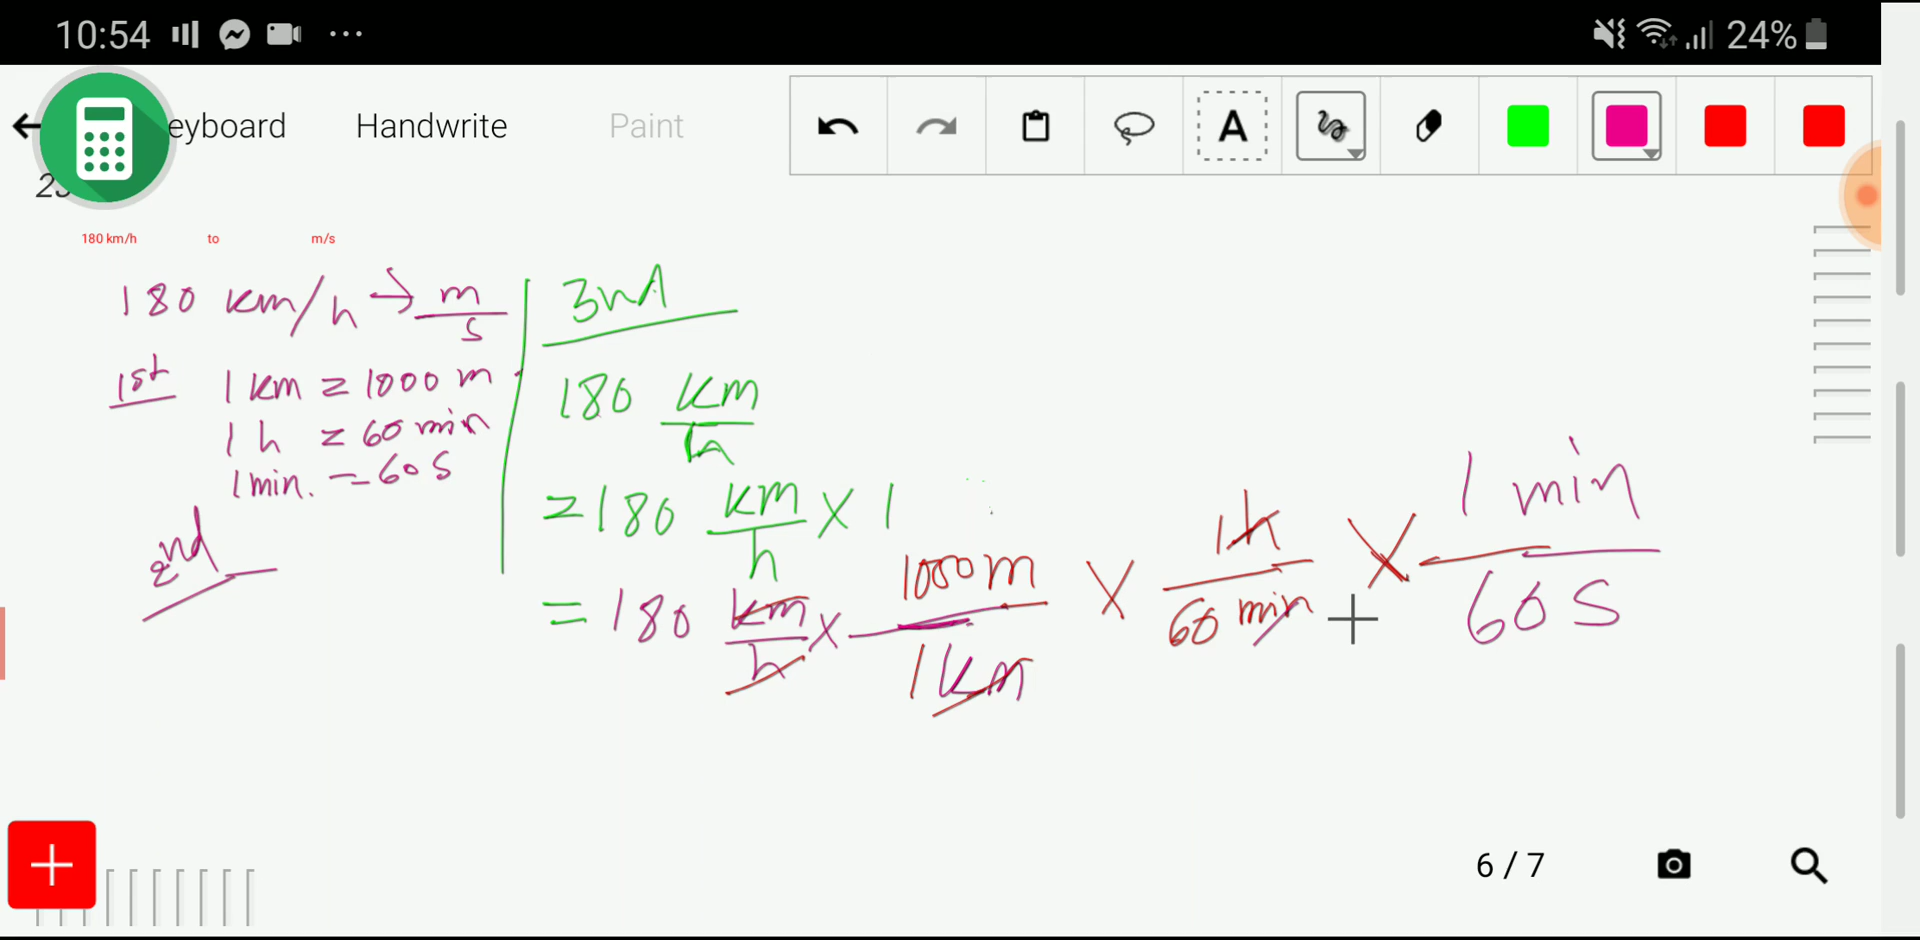 10:54 ... 24%
eyboard Handwrite Paint A
180 km/h to m/s
180 km/h → m/s
1st 1 km = 1000 m
1 h = 60 min
1 min. = 60 S
2nd
3nd
180 km/h
= 180 km/h × 1
= 180 km/h × 1000 m/1 km × 1h/60 min × 1 min/60 S
6 / 7